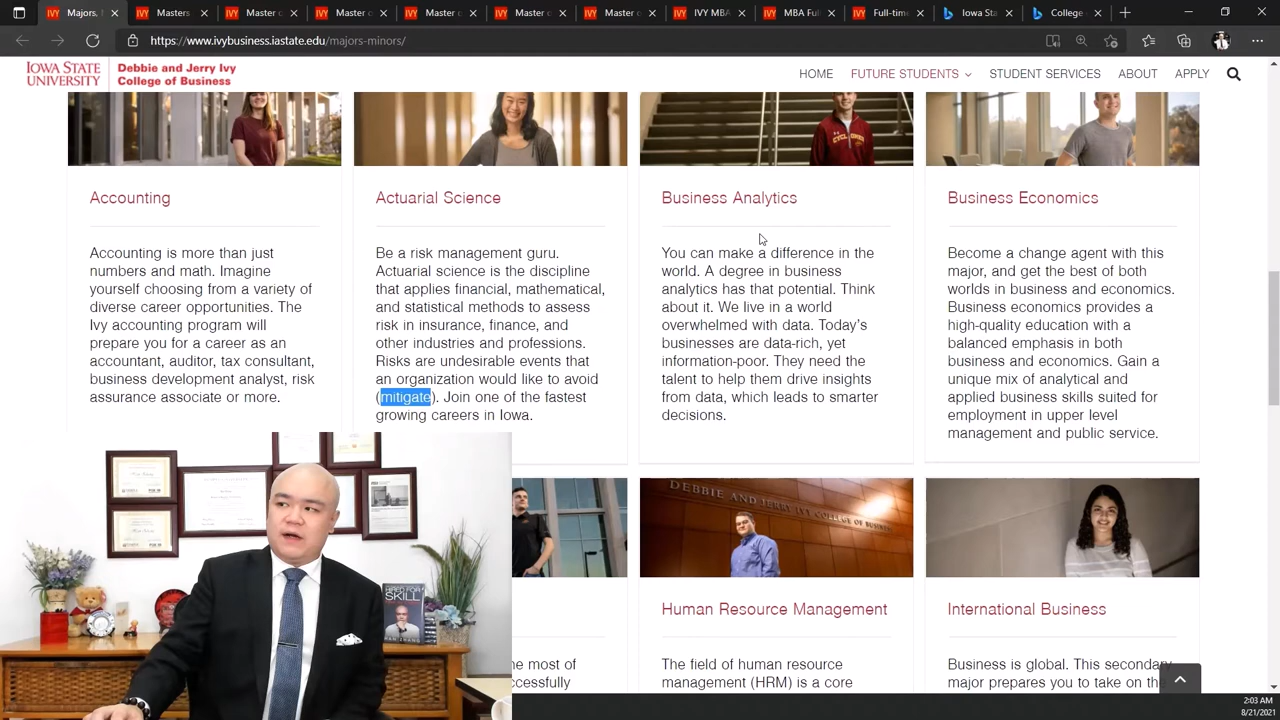 Majors,
Masters
Master o
Master o
Master o
Master o
Master o
IVY MBA
MBA Ful
Full-time
Iowa Sta
College
https://www.ivybusiness.iastate.edu/majors-minors/
IOWA STATE
UNIVERSITY
Debbie and Jerry Ivy
College of Business
HOME
FUTURE STUDENTS
STUDENT SERVICES
ABOUT
APPLY
CYCLONES
Accounting
Accounting is more than just
numbers and math. Imagine
yourself choosing from a variety of
diverse career opportunities. The
Ivy accounting program will
prepare you for a career as an
accountant, auditor, tax consultant,
business development analyst, risk
assurance associate or more.
Actuarial Science
Be a risk management guru.
Actuarial science is the discipline
that applies financial, mathematical,
and statistical methods to assess
risk in insurance, finance, and
other industries and professions.
Risks are undesirable events that
an organization would like to avoid
(mitigate). Join one of the fastest
growing careers in Iowa.
Business Analytics
You can make a difference in the
world. A degree in business
analytics has that potential. Think
about it. We live in a world
overwhelmed with data. Today’s
businesses are data-rich, yet
information-poor. They need the
talent to help them drive insights
from data, which leads to smarter
decisions.
Business Economics
Become a change agent with this
major, and get the best of both
worlds in business and economics.
Business economics provides a
high-quality education with a
balanced emphasis in both
business and economics. Gain a
unique mix of analytical and
applied business skills suited for
employment in upper level
management and public service.
DEBBIE AND JERRY IVY COLLEGE OF BUSINESS
Human Resource Management
The field of human resource
management (HRM) is a core
International Business
Business is global. This secondary
major prepares you to take on the
he most of
ccessfully
SKILL
2:03 AM
8/21/2021